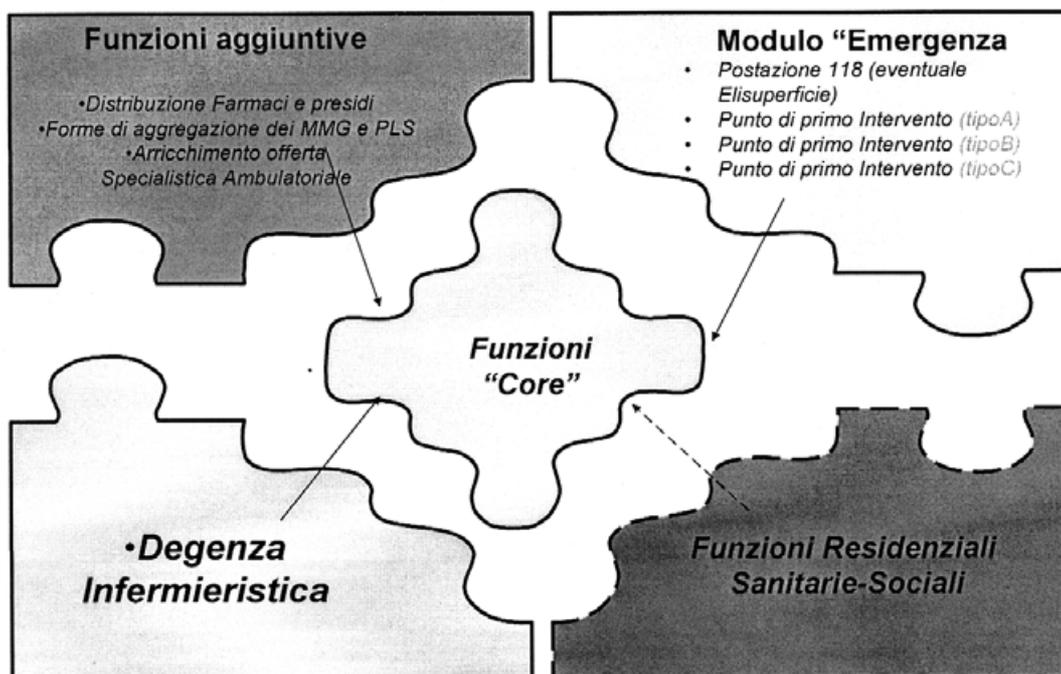 Funzioni aggiuntive
•Distribuzione Farmaci e presidi
•Forme di aggregazione dei MMG e PLS
•Arricchimento offerta
Specialistica Ambulatoriale
Modulo “Emergenza
• Postazione 118 (eventuale
Elisuperficie)
• Punto di primo Intervento (tipoA)
• Punto di primo Intervento (tipoB)
• Punto di primo Intervento (tipoC)
Funzioni
“Core”
•Degenza
Infermieristica
Funzioni Residenziali
Sanitarie-Sociali